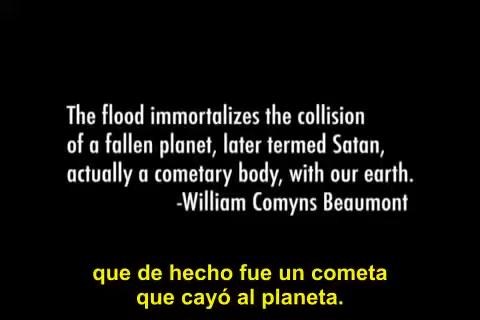 The flood immortalizes the collision
of a fallen planet, later termed Satan,
actually a cometary body, with our earth.
-William Comyns Beaumont
que de hecho fue un cometa
que cayó al planeta.